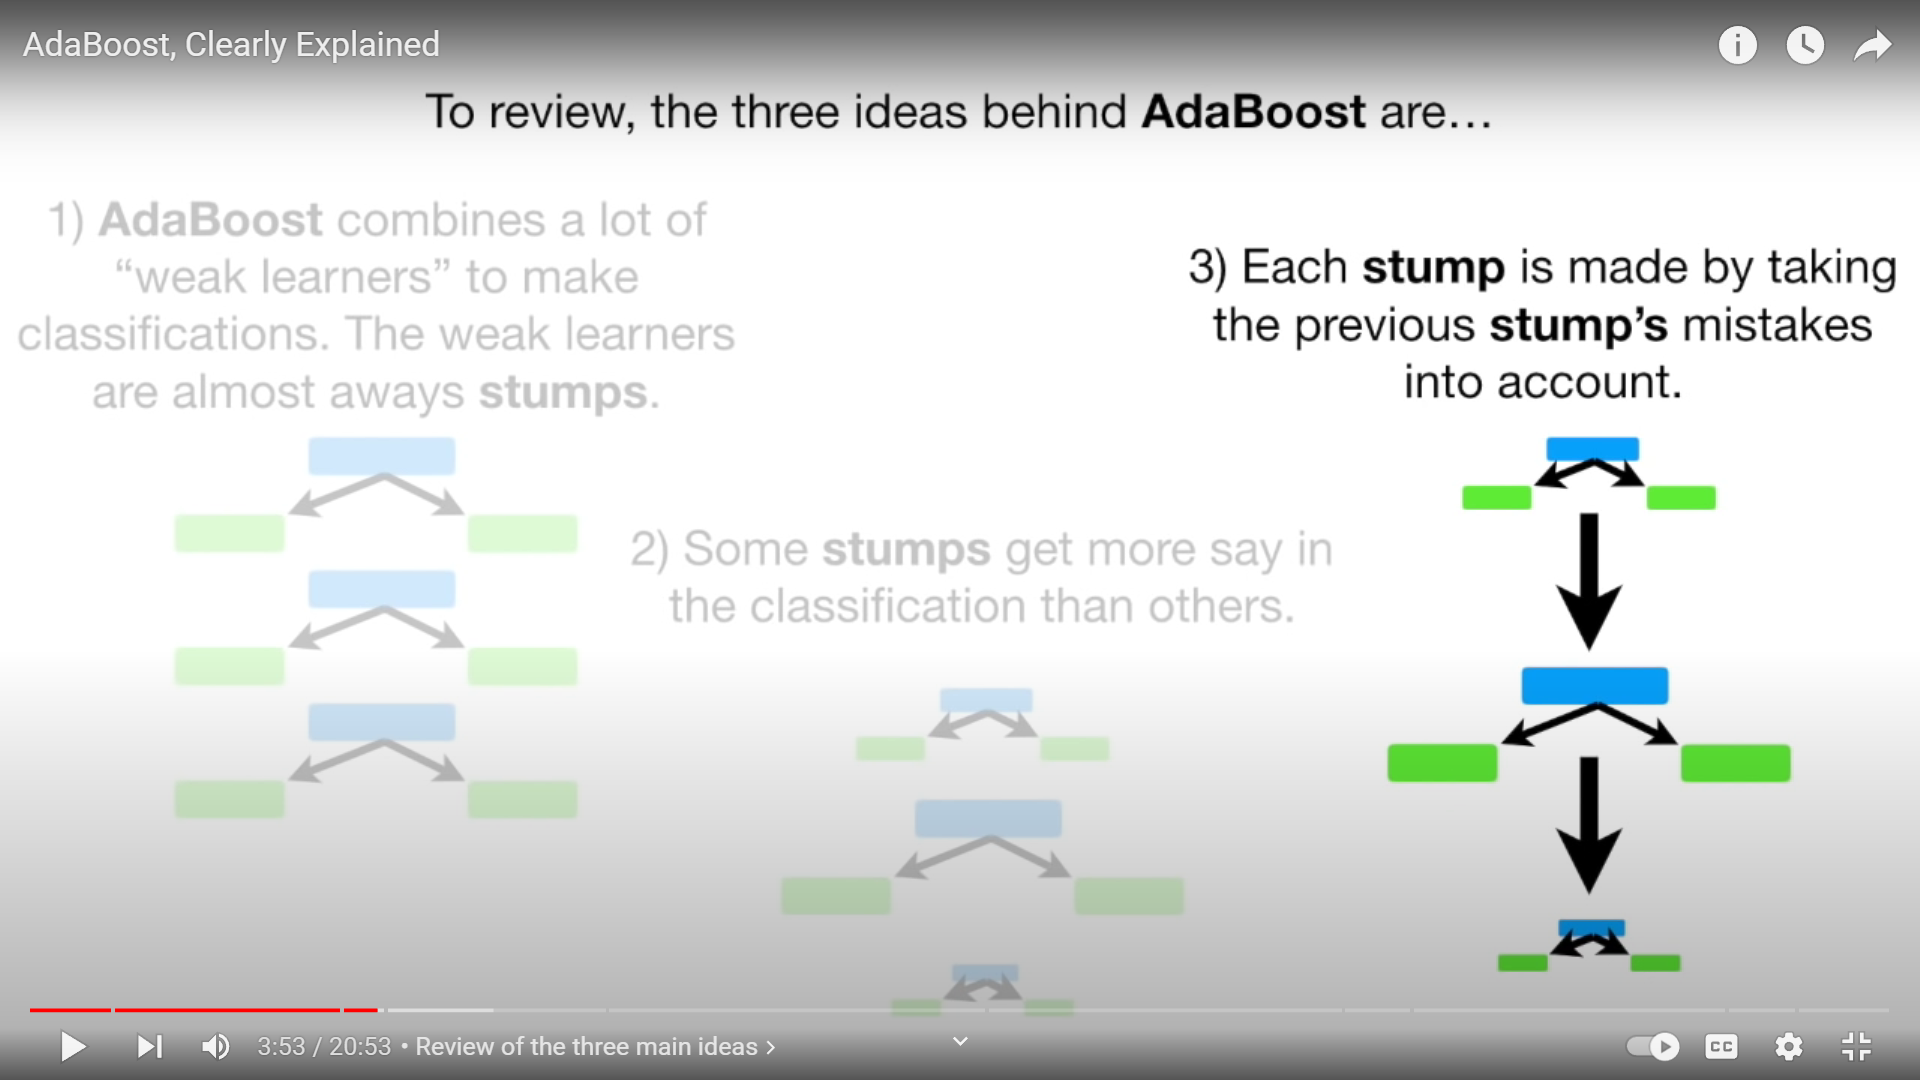 AdaBoost, Clearly Explained
To review, the three ideas behind AdaBoost are...
1) AdaBoost combines a lot of
“weak learners” to make
classifications. The weak learners
are almost aways stumps.
2) Some stumps get more say in
the classification than others.
3) Each stump is made by taking
the previous stump’s mistakes
into account.
3:53 / 20:53 • Review of the three main ideas >
CC